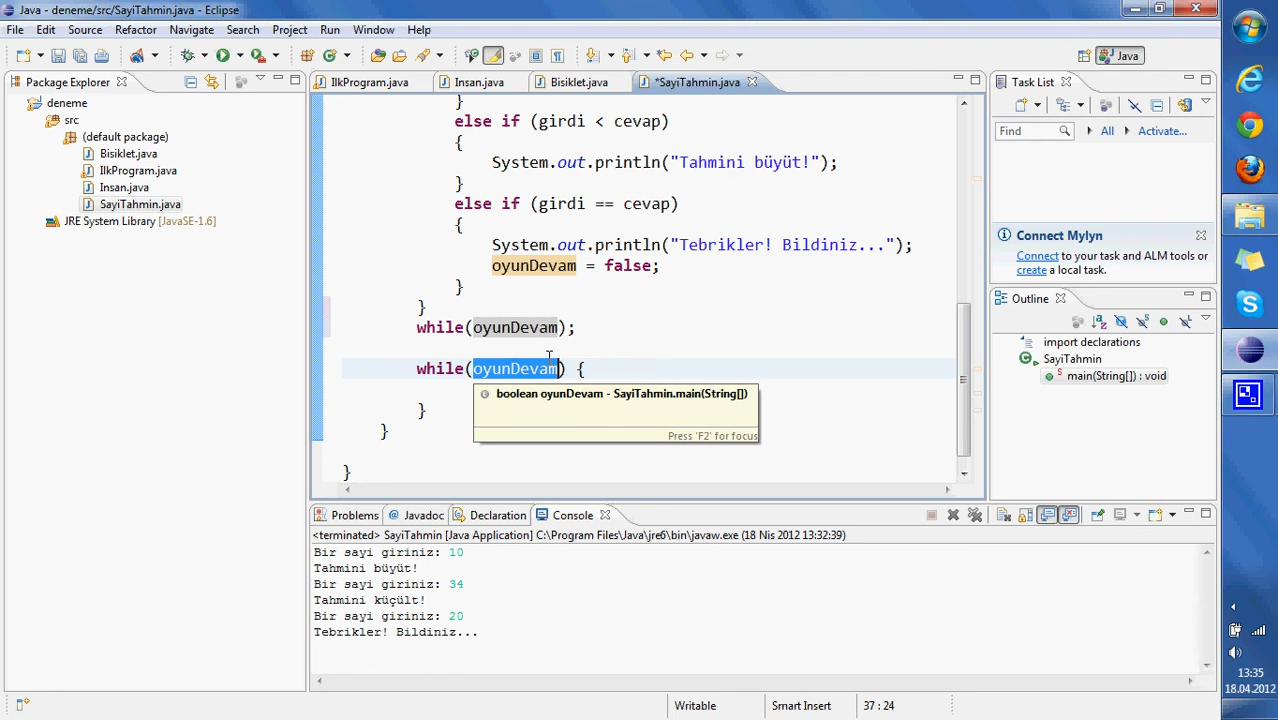 Java - deneme/src/SayiTahmin.java - Eclipse
File Edit Source Refactor Navigate Search Project Run Window Help
Java
Package Explorer
deneme
src
(default package)
Bisiklet.java
IlkProgram.java
Insan.java
SayiTahmin.java
JRE System Library [JavaSE-1.6]
IlkProgram.java Insan.java Bisiklet.java *SayiTahmin.java
}
else if (girdi < cevap)
{
System.out.println("Tahmini büyüt!");
}
else if (girdi == cevap)
{
System.out.println("Tebrikler! Bildiniz...");
oyunDevam = false;
}
}
while(oyunDevam);
while(oyunDevam) {
boolean oyunDevam - SayiTahmin.main(String[])
Press 'F2' for focus
}
}
}
Task List
Find All Activate...
Connect Mylyn
Connect to your task and ALM tools or
create a local task.
Outline
import declarations
SayiTahmin
main(String[]) : void
Problems Javadoc Declaration Console
<terminated> SayiTahmin [Java Application] C:\Program Files\Java\jre6\bin\javaw.exe (18 Nis 2012 13:32:39)
Bir sayi giriniz: 10
Tahmini büyüt!
Bir sayi giriniz: 34
Tahmini küçült!
Bir sayi giriniz: 20
Tebrikler! Bildiniz...
Writable Smart Insert 37 : 24
13:35
18.04.2012